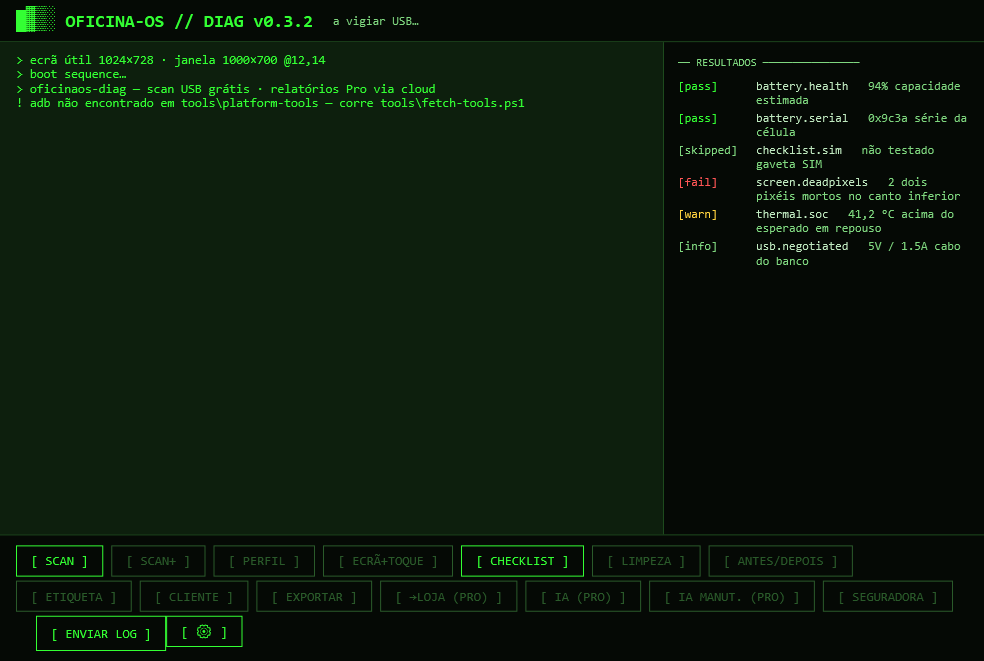 OFICINA-OS // DIAG v0.3.2 a vigiar USB…
> ecrã útil 1024×728 · janela 1000×700 @12,14
> boot sequence…
> oficinaos-diag — scan USB grátis · relatórios Pro via cloud
! adb não encontrado em tools\platform-tools — corre tools\fetch-tools.ps1
── RESULTADOS ────────────────
[pass] battery.health 94% capacidade
estimada
[pass] battery.serial 0x9c3a série da
célula
[skipped] checklist.sim não testado
gaveta SIM
[fail] screen.deadpixels 2 dois
pixéis mortos no canto inferior
[warn] thermal.soc 41,2 °C acima do
esperado em repouso
[info] usb.negotiated 5V / 1.5A cabo
do banco
[ SCAN ] [ SCAN+ ] [ PERFIL ] [ ECRÃ+TOQUE ] [ CHECKLIST ] [ LIMPEZA ] [ ANTES/DEPOIS ]
[ ETIQUETA ] [ CLIENTE ] [ EXPORTAR ] [ →LOJA (PRO) ] [ IA (PRO) ] [ IA MANUT. (PRO) ] [ SEGURADORA ]
[ ENVIAR LOG ] [ ⚙ ]